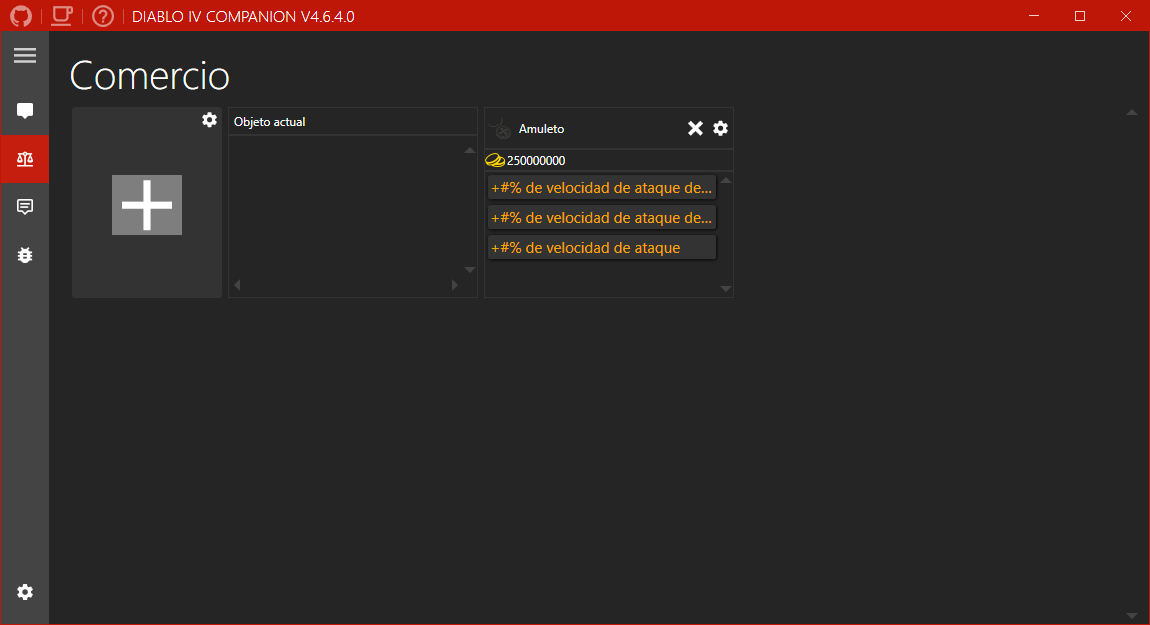 DIABLO IV COMPANION V4.6.4.0
Comercio
Objeto actual
Amuleto
250000000
+#% de velocidad de ataque de...
+#% de velocidad de ataque de...
+#% de velocidad de ataque